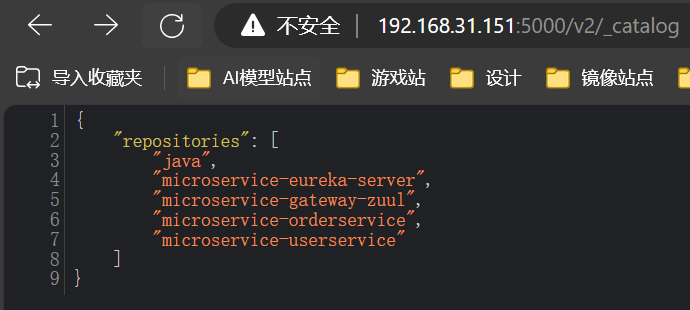 不安全 192.168.31.151:5000/v2/_catalog
导入收藏夹 AI模型站点 游戏站 设计 镜像站点
1 {
2 "repositories": [
3 "java",
4 "microservice-eureka-server",
5 "microservice-gateway-zuul",
6 "microservice-orderservice",
7 "microservice-userservice"
8 ]
9 }